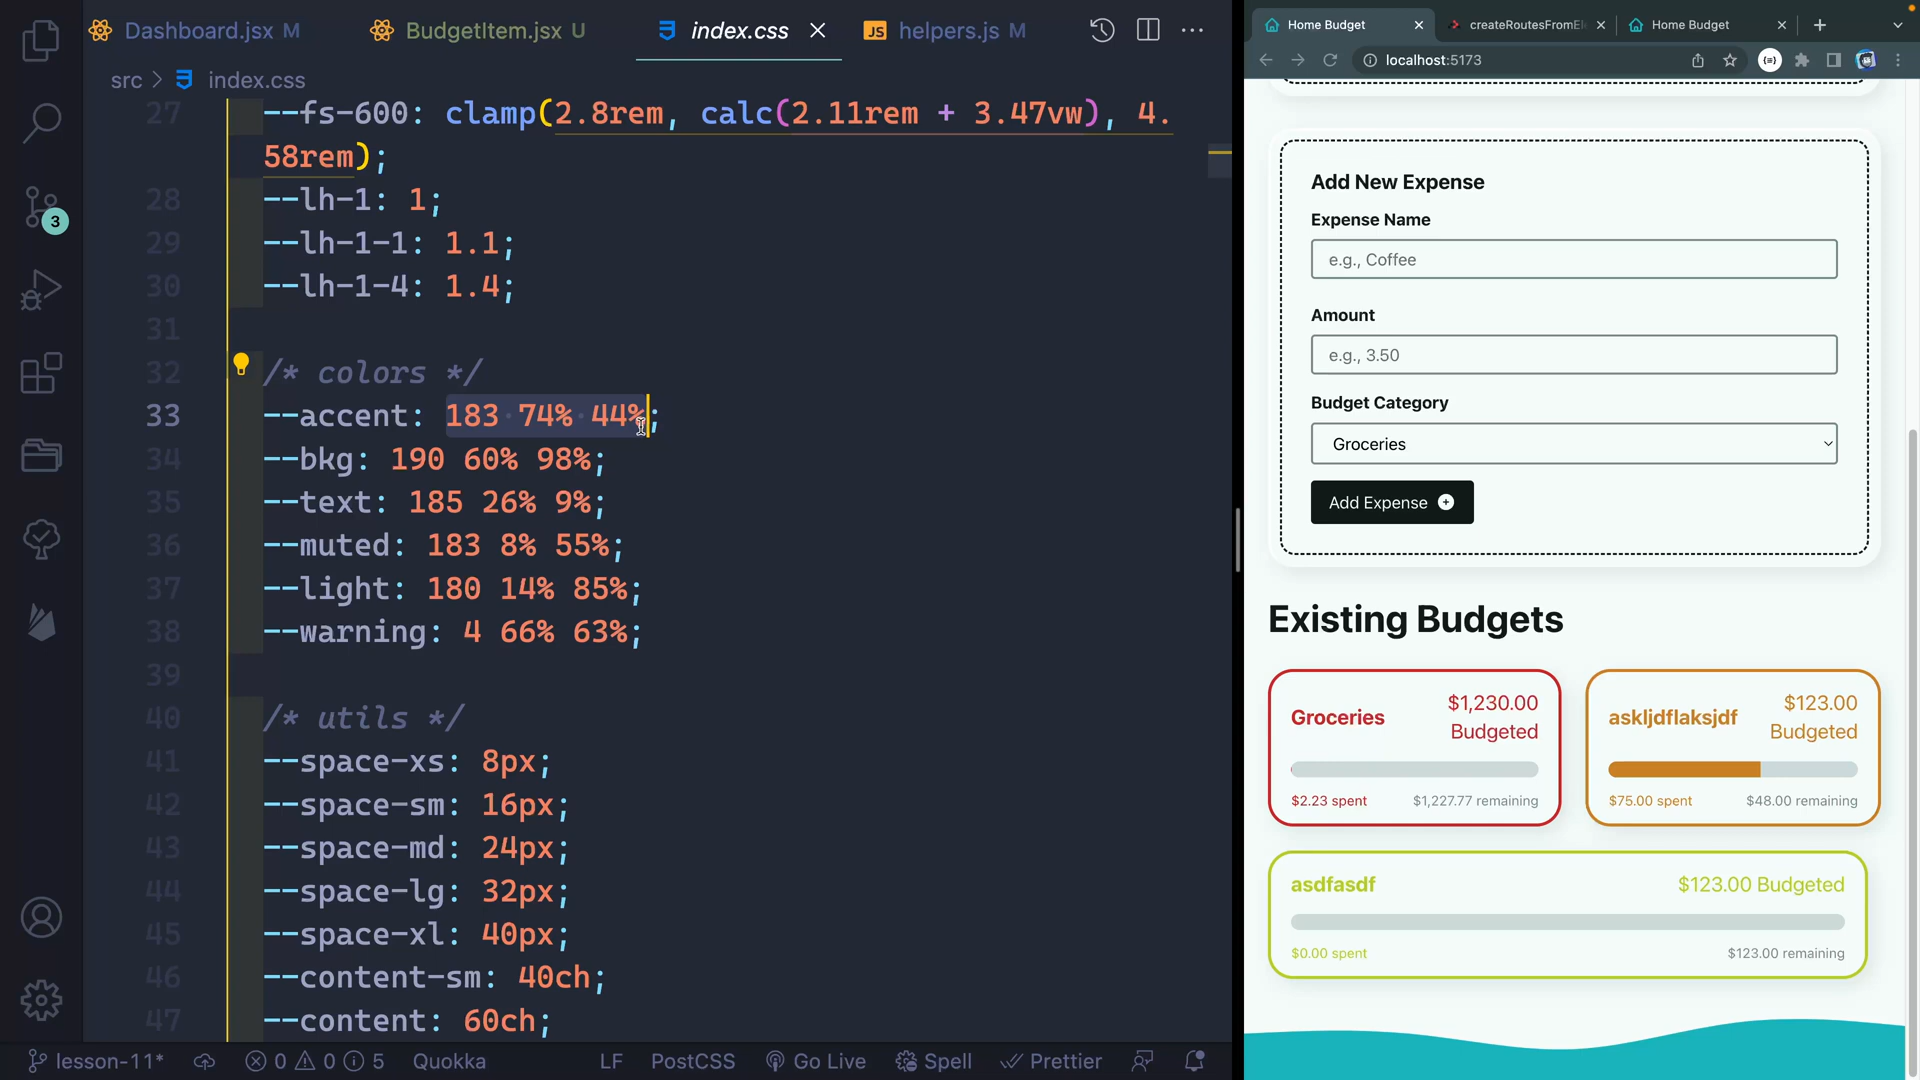 Dashboard.jsx M
BudgetItem.jsx U
index.css
JS helpers.js M
src > index.css
27 --fs-600: clamp(2.8rem, calc(2.11rem + 3.47vw), 4.
58rem);
28 --lh-1: 1;
29 --lh-1-1: 1.1;
30 --lh-1-4: 1.4;
31
32 /* colors */
33 --accent: 183 74% 44%;
34 --bkg: 190 60% 98%;
35 --text: 185 26% 9%;
36 --muted: 183 8% 55%;
37 --light: 180 14% 85%;
38 --warning: 4 66% 63%;
39
40 /* utils */
41 --space-xs: 8px;
42 --space-sm: 16px;
43 --space-md: 24px;
44 --space-lg: 32px;
45 --space-xl: 40px;
46 --content-sm: 40ch;
47 --content: 60ch;
3
lesson-11* 0 0 5 Quokka LF PostCSS Go Live Spell Prettier
Home Budget
createRoutesFromEl
Home Budget
localhost:5173
Add New Expense
Expense Name
e.g., Coffee
Amount
e.g., 3.50
Budget Category
Groceries
Add Expense
Existing Budgets
Groceries
$1,230.00
Budgeted
$2.23 spent
$1,227.77 remaining
askljdflaksjdf
$123.00
Budgeted
$75.00 spent
$48.00 remaining
asdfasdf
$123.00 Budgeted
$0.00 spent
$123.00 remaining